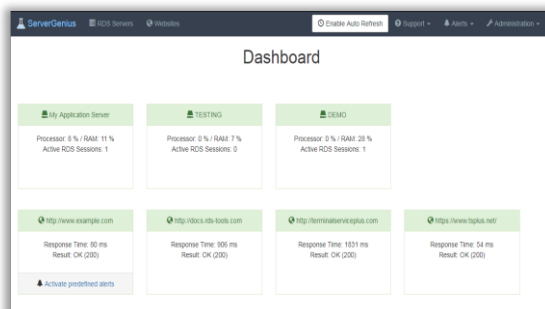 ServerGenius RDS Servers Websites Enable Auto Refresh Support Alerts Administration
Dashboard
My Application Server
Processor: 6 % / RAM: 11 %
Active RDS Sessions: 1
TESTING
Processor: 0 % / RAM: 7 %
Active RDS Sessions: 0
DEMO
Processor: 0 % / RAM: 28 %
Active RDS Sessions: 1
http://www.example.com
Response Time: 80 ms
Result: OK (200)
Activate predefined alerts
http://docs.rds-tools.com
Response Time: 906 ms
Result: OK (200)
http://terminalserviceplus.com
Response Time: 1831 ms
Result: OK (200)
https://www.tsplus.net/
Response Time: 54 ms
Result: OK (200)